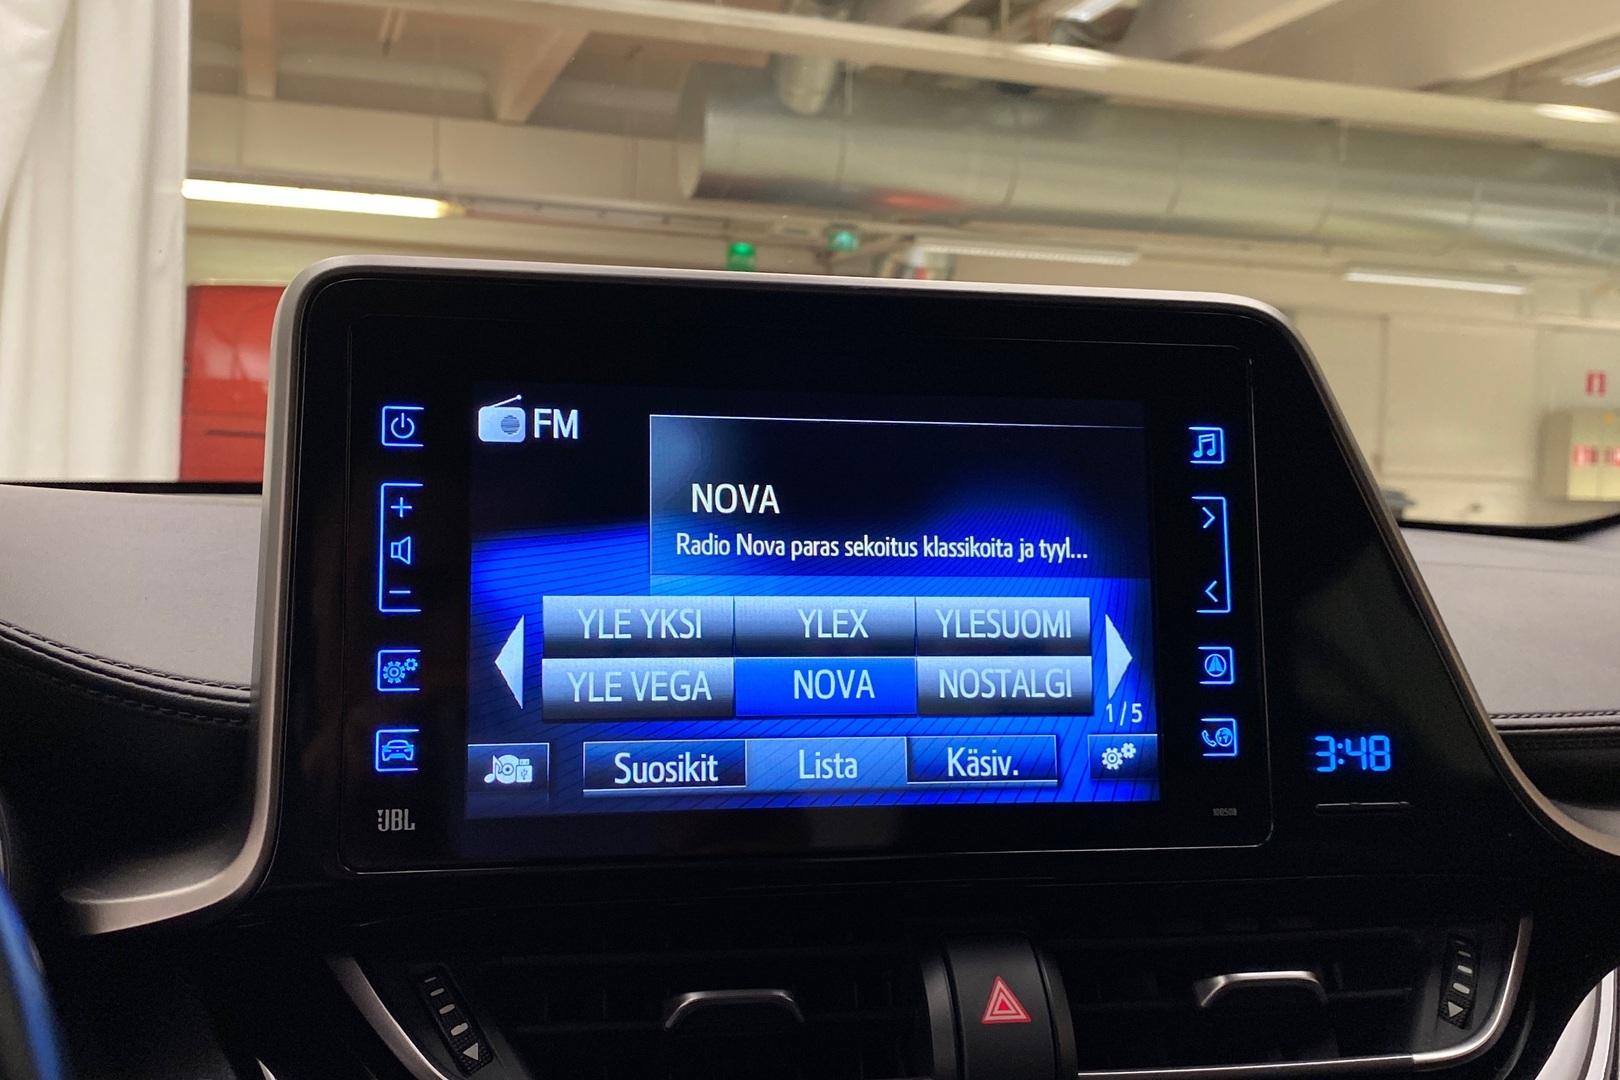 FM
NOVA
Radio Nova paras sekoitus klassikoita ja tyyl...
YLE YKSI YLEX YLESUOMI
YLE VEGA NOVA NOSTALGI
1/5
Suosikit Lista Käsiv.
3:48
JBL